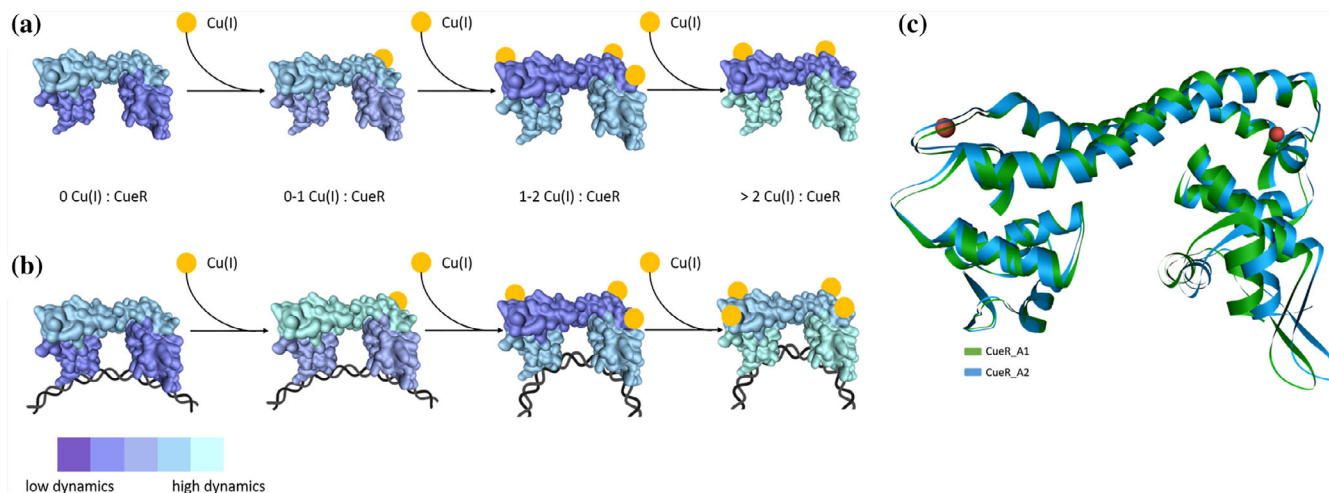 (a)
Cu(I)
Cu(I)
Cu(I)
0 Cu(I) : CueR
0-1 Cu(I) : CueR
1-2 Cu(I) : CueR
> 2 Cu(I) : CueR
(b)
Cu(I)
Cu(I)
Cu(I)
low dynamics
high dynamics
(c)
CueR_A1
CueR_A2